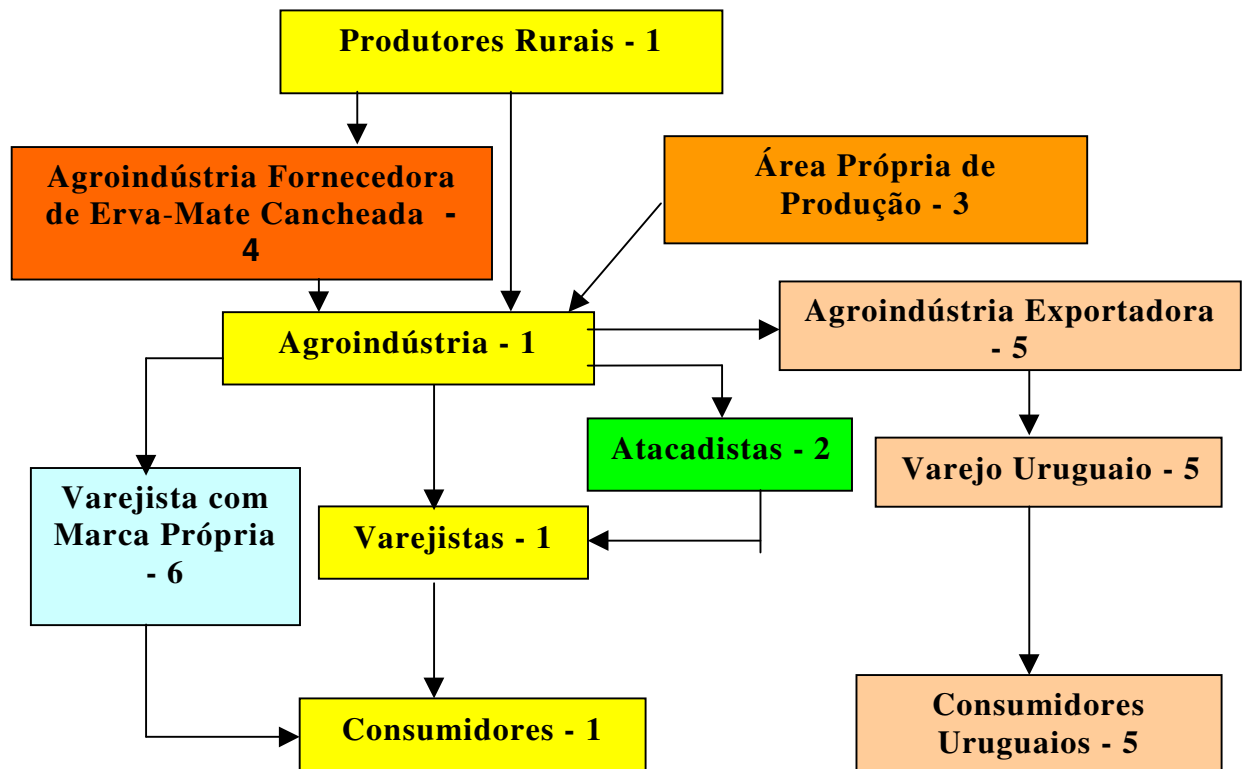 Produtores Rurais - 1
Agroindústria Fornecedora
de Erva-Mate Cancheada -
4
Área Própria de
Produção - 3
Agroindústria - 1
Agroindústria Exportadora
- 5
Atacadistas - 2
Varejo Uruguaio - 5
Varejista com
Marca Própria
- 6
Varejistas - 1
Consumidores - 1
Consumidores
Uruguaios - 5